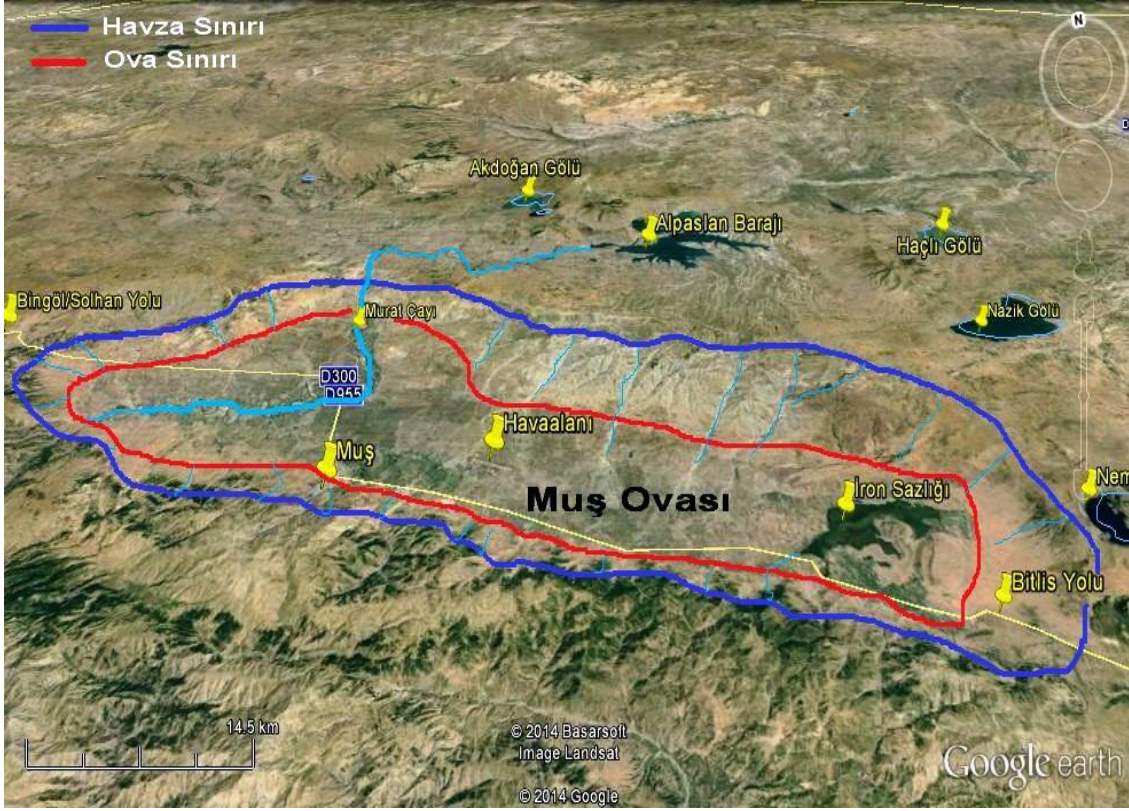 Havza Sınırı
Ova Sınırı
N
D
Akdoğan Gölü
Alpaslan Barajı
Haçlı Gölü
Bingöl/Solhan Yolu
Murat Çayı
Nazik Gölü
D300
D955
Havaalanı
Muş
Muş Ovası
İron Sazlığı
Nem
Bitlis Yolu
14.5 km
© 2014 Basarsoft
Image Landsat
© 2014 Google
Google earth